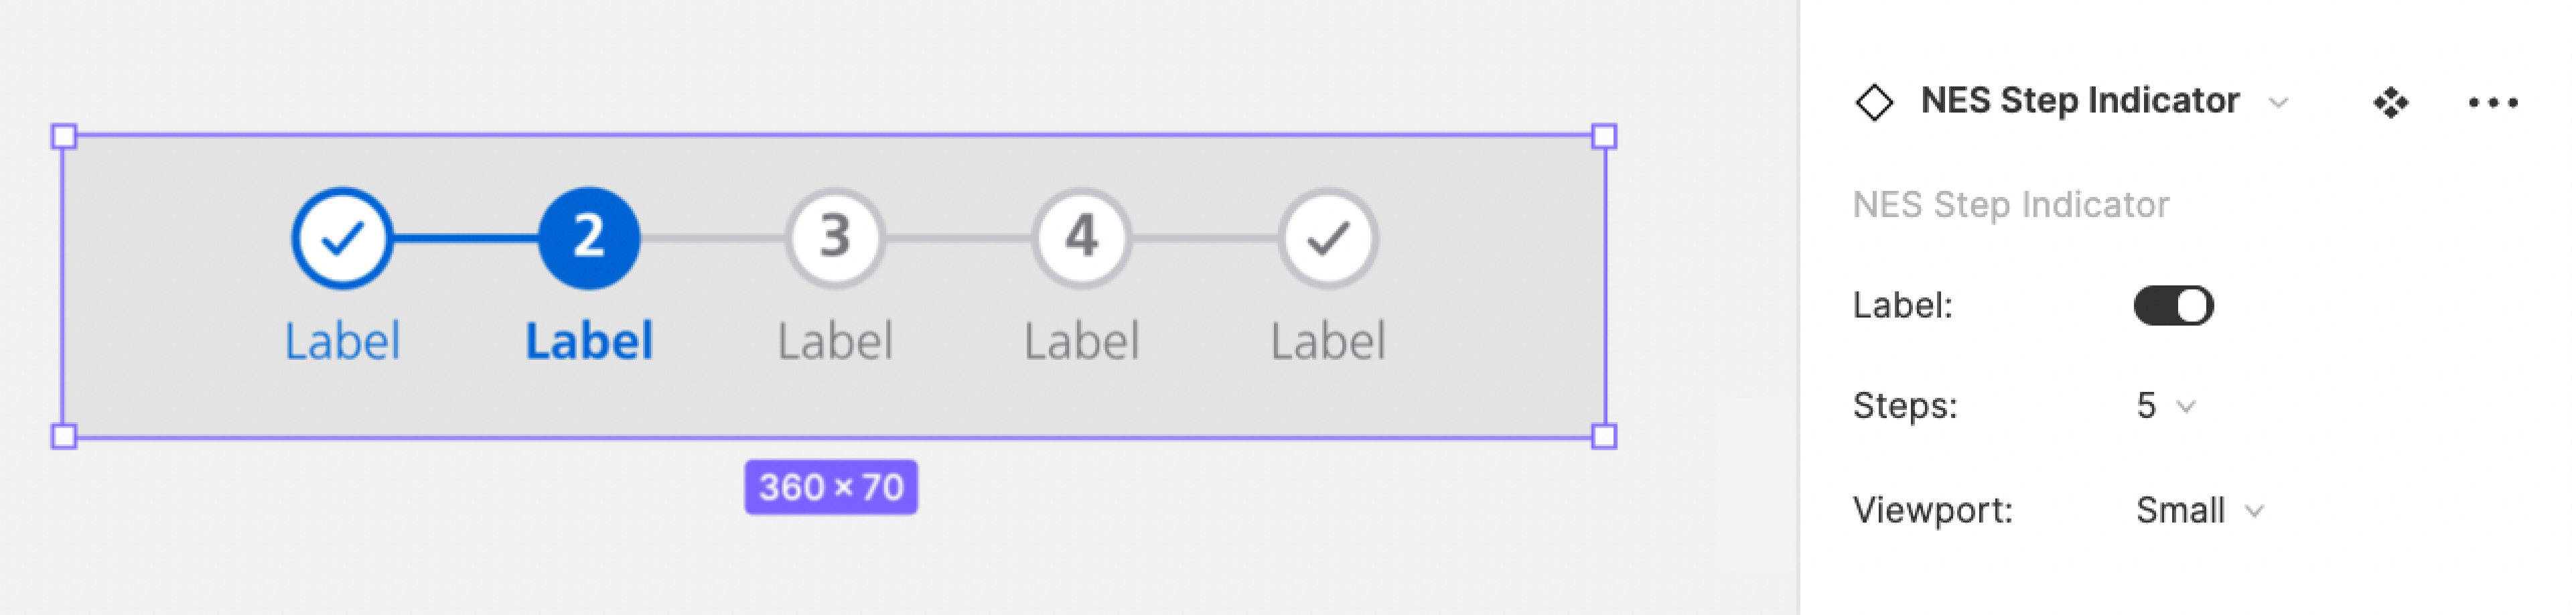 2 3 4
Label Label Label Label Label
360 × 70
NES Step Indicator
NES Step Indicator
Label:
Steps: 5
Viewport: Small